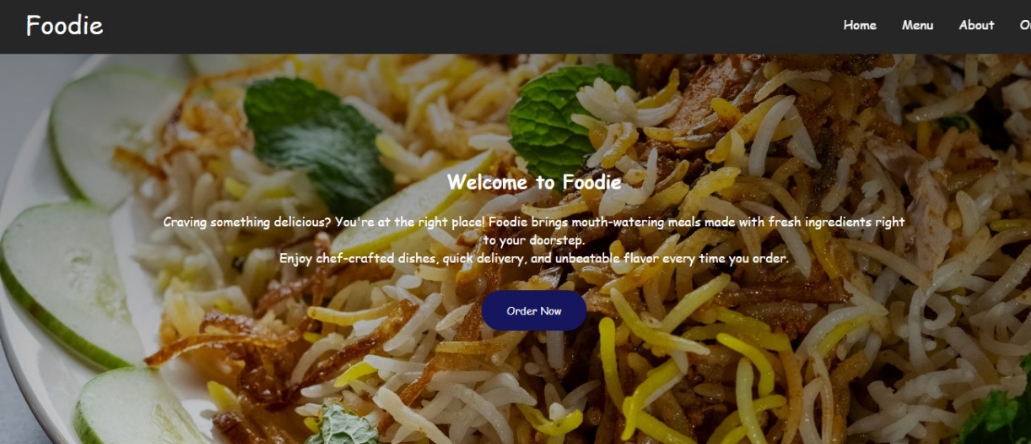 Foodie
Home Menu About
Welcome to Foodie
Craving something delicious? You're at the right place! Foodie brings mouth-watering meals made with fresh ingredients right
to your doorstep.
Enjoy chef-crafted dishes, quick delivery, and unbeatable flavor every time you order.
Order Now